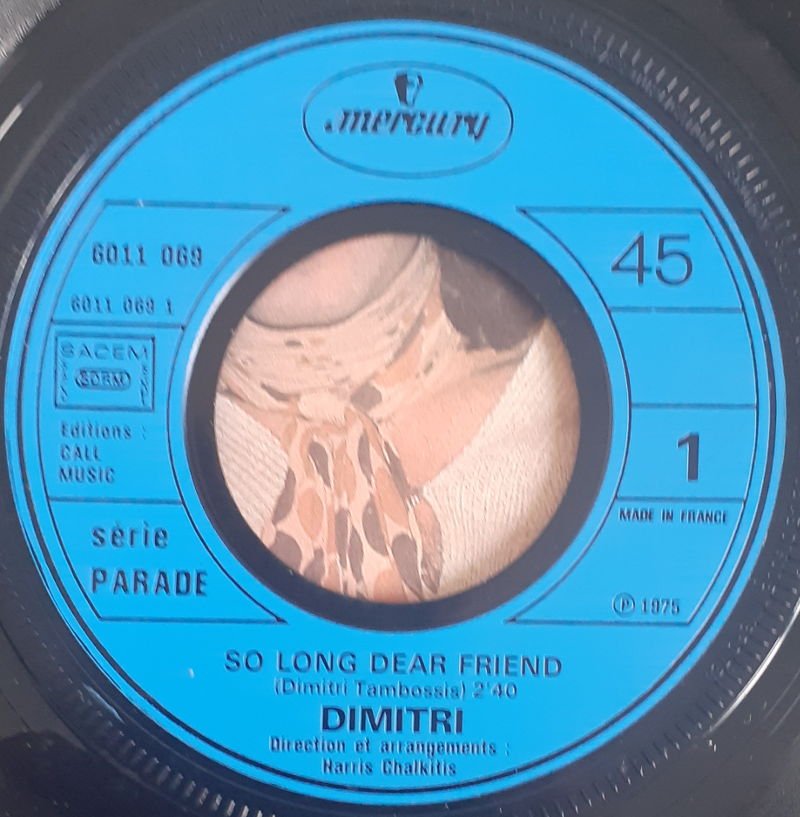 mercury
6011 069
6011 069 1
SACEM
SDRM
Editions :
CALL
MUSIC
série
PARADE
45
1
MADE IN FRANCE
℗ 1975
SO LONG DEAR FRIEND
(Dimitri Tambossis) 2'40
DIMITRI
Direction et arrangements :
Harris Chalkitis